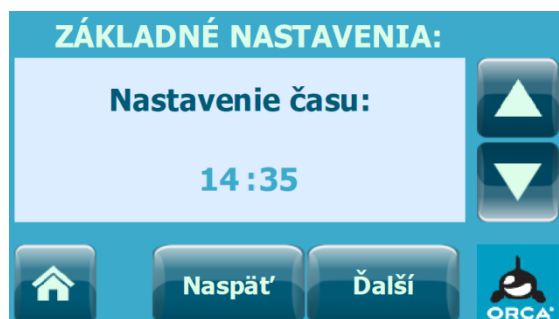 ZÁKLADNÉ NASTAVENIA:
Nastavenie času:
14:35
Naspäť
Ďalší
ORCA